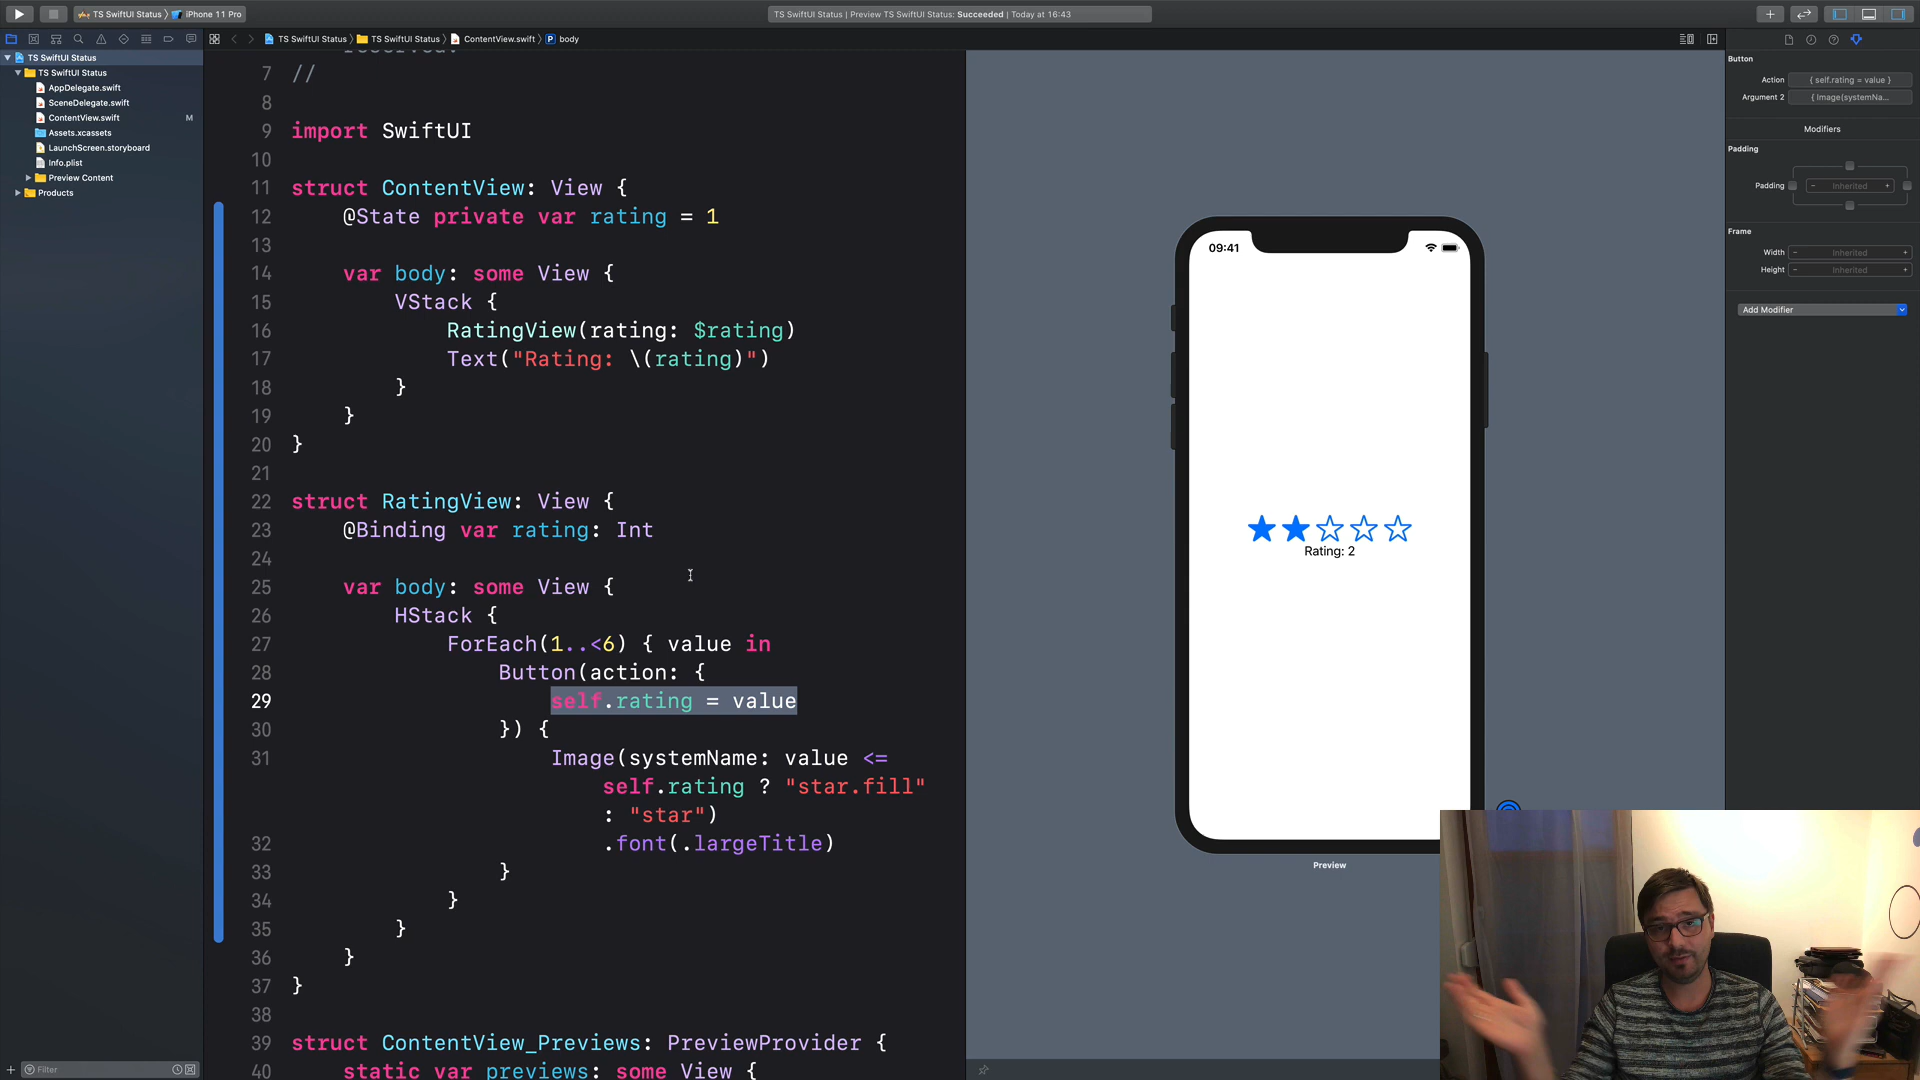 TS SwiftUI Status
iPhone 11 Pro
TS SwiftUI Status | Preview TS SwiftUI Status: Succeeded | Today at 16:43
TS SwiftUI Status
TS SwiftUI Status
ContentView.swift
body
TS SwiftUI Status
TS SwiftUI Status
AppDelegate.swift
SceneDelegate.swift
ContentView.swift M
Assets.xcassets
LaunchScreen.storyboard
Info.plist
Preview Content
Products
Filter
7 //
8
9 import SwiftUI
10
11 struct ContentView: View {
12 @State private var rating = 1
13
14 var body: some View {
15 VStack {
16 RatingView(rating: $rating)
17 Text("Rating: \(rating)")
18 }
19 }
20 }
21
22 struct RatingView: View {
23 @Binding var rating: Int
24
25 var body: some View {
26 HStack {
27 ForEach(1..<6) { value in
28 Button(action: {
29 self.rating = value
30 }) {
31 Image(systemName: value <=
self.rating ? "star.fill"
: "star")
32 .font(.largeTitle)
33 }
34 }
35 }
36 }
37 }
38
39 struct ContentView_Previews: PreviewProvider {
40 static var previews: some View {
09:41
Rating: 2
Preview
Button
Action { self.rating = value }
Argument 2 { Image(systemNa...
Modifiers
Padding
Padding − Inherited +
Frame
Width − Inherited +
Height − Inherited +
Add Modifier